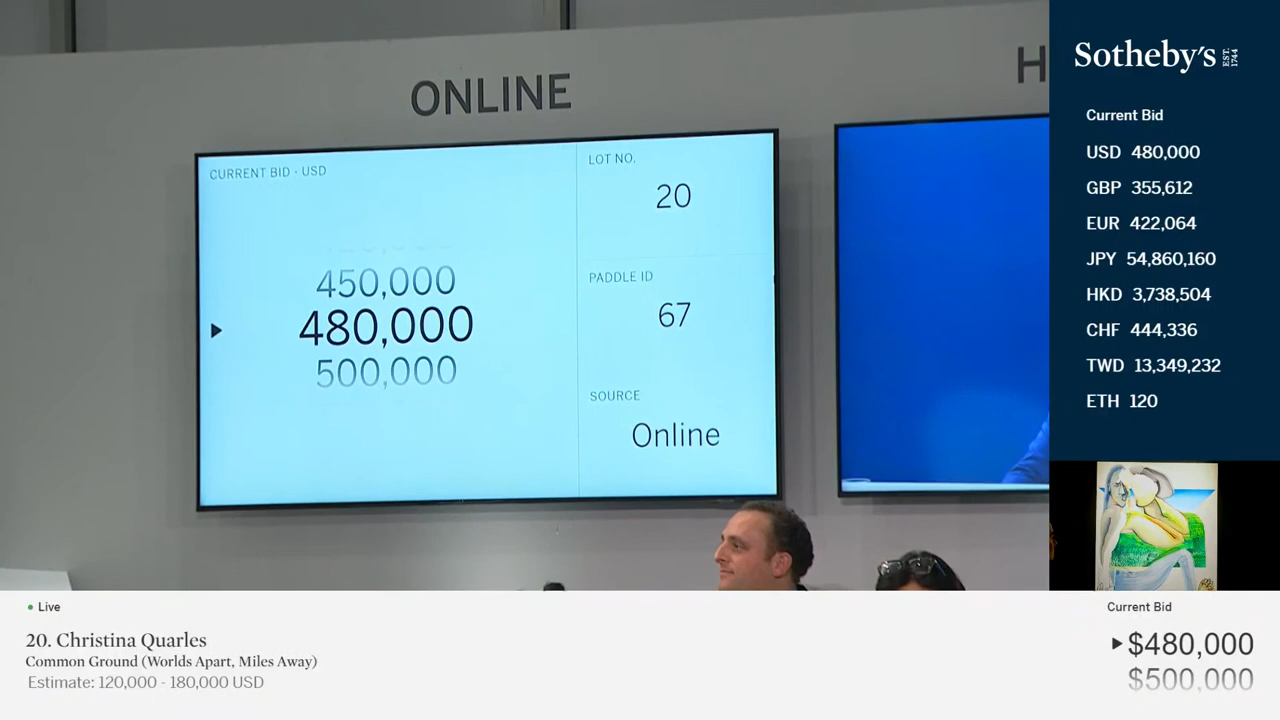 ONLINE
H
CURRENT BID - USD
450,000
480,000
500,000
LOT NO.
20
PADDLE ID
67
SOURCE
Online
Sotheby's EST. 1744
Current Bid
USD 480,000
GBP 355,612
EUR 422,064
JPY 54,860,160
HKD 3,738,504
CHF 444,336
TWD 13,349,232
ETH 120
Live
20. Christina Quarles
Common Ground (Worlds Apart, Miles Away)
Estimate: 120,000 - 180,000 USD
Current Bid
$480,000
$500,000